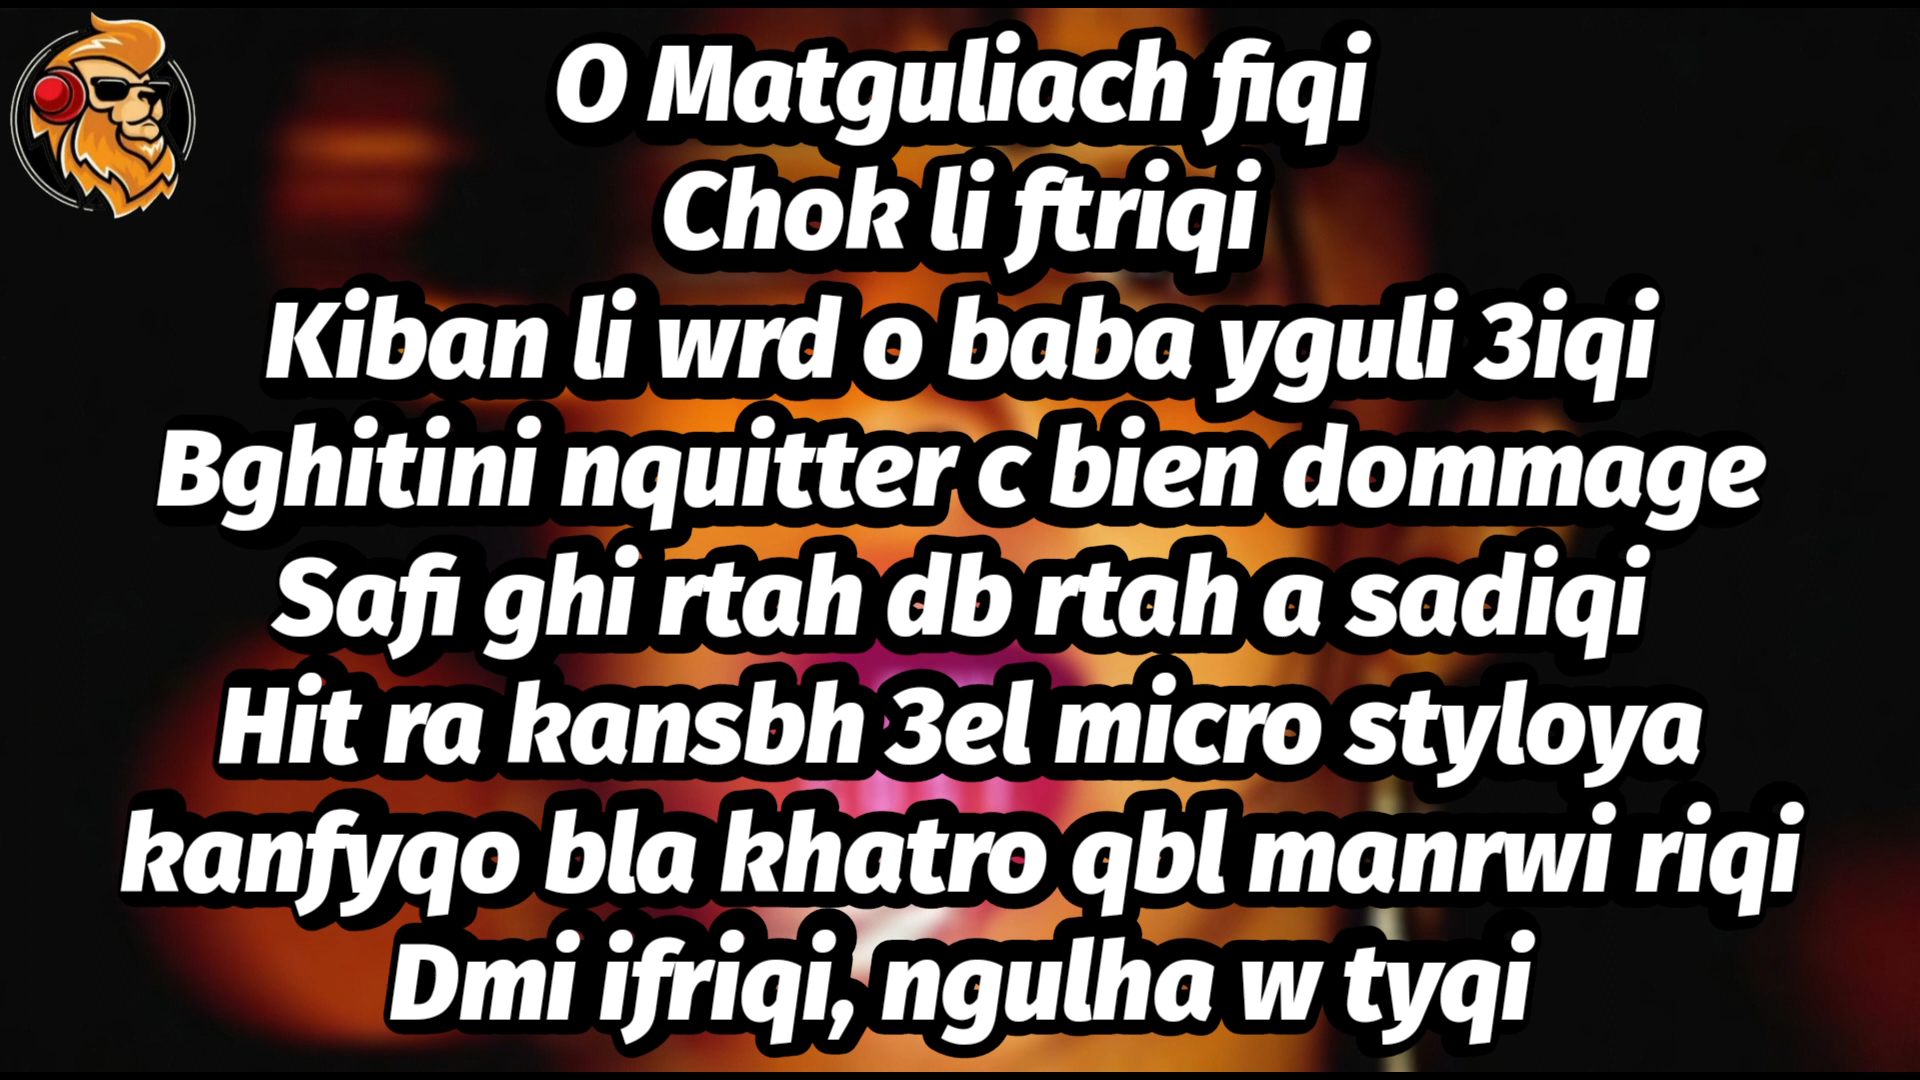 O Matguliach fiqi
Chok li ftriqi
Kiban li wrd o baba yguli 3iqi
Bghitini nquitter c bien dommage
Safi ghi rtah db rtah a sadiqi
Hit ra kansbh 3el micro styloya
kanfyqo bla khatro qbl manrwi riqi
Dmi ifriqi, ngulha w tyqi